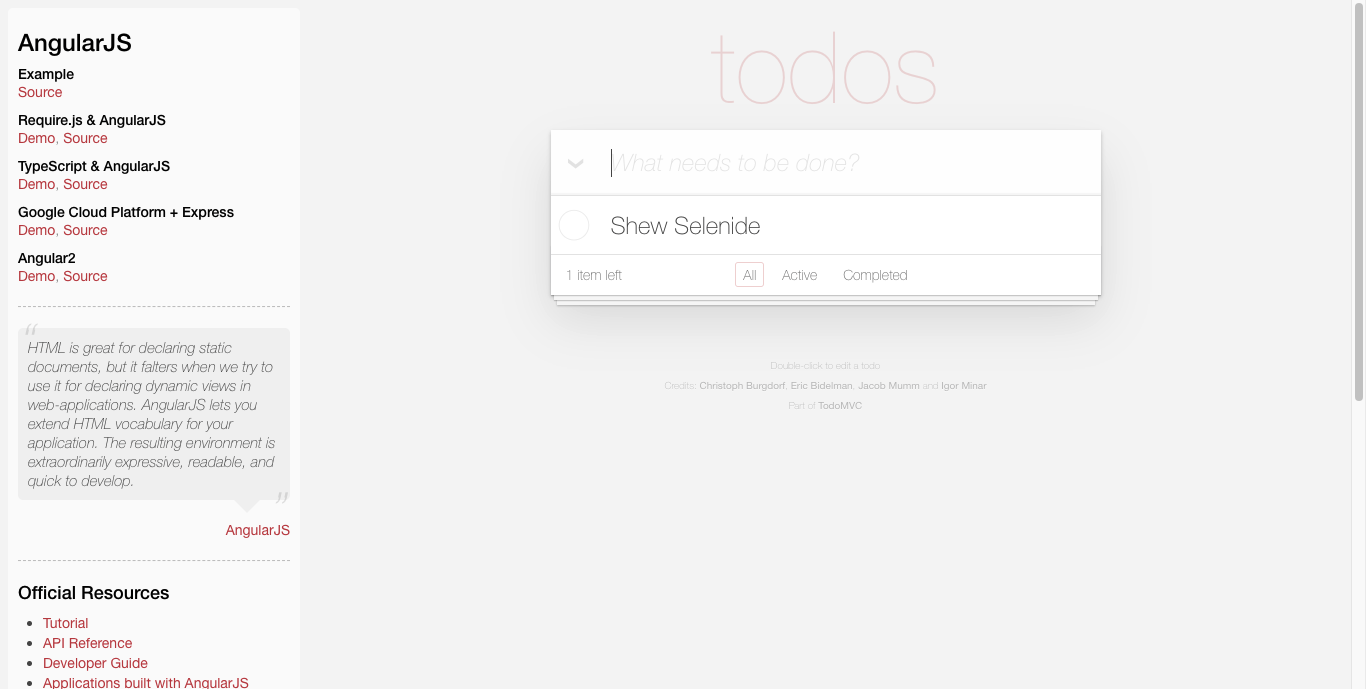 AngularJS
Example
Source
Require.js & AngularJS
Demo, Source
TypeScript & AngularJS
Demo, Source
Google Cloud Platform + Express
Demo, Source
Angular2
Demo, Source
“
HTML is great for declaring static
documents, but it falters when we try to
use it for declaring dynamic views in
web-applications. AngularJS lets you
extend HTML vocabulary for your
application. The resulting environment is
extraordinarily expressive, readable, and
quick to develop.
”
AngularJS
Official Resources
• Tutorial
• API Reference
• Developer Guide
• Applications built with AngularJS
todos
What needs to be done?
Shew Selenide
1 item left All Active Completed
Double-click to edit a todo
Credits: Christoph Burgdorf, Eric Bidelman, Jacob Mumm and Igor Minar
Part of TodoMVC